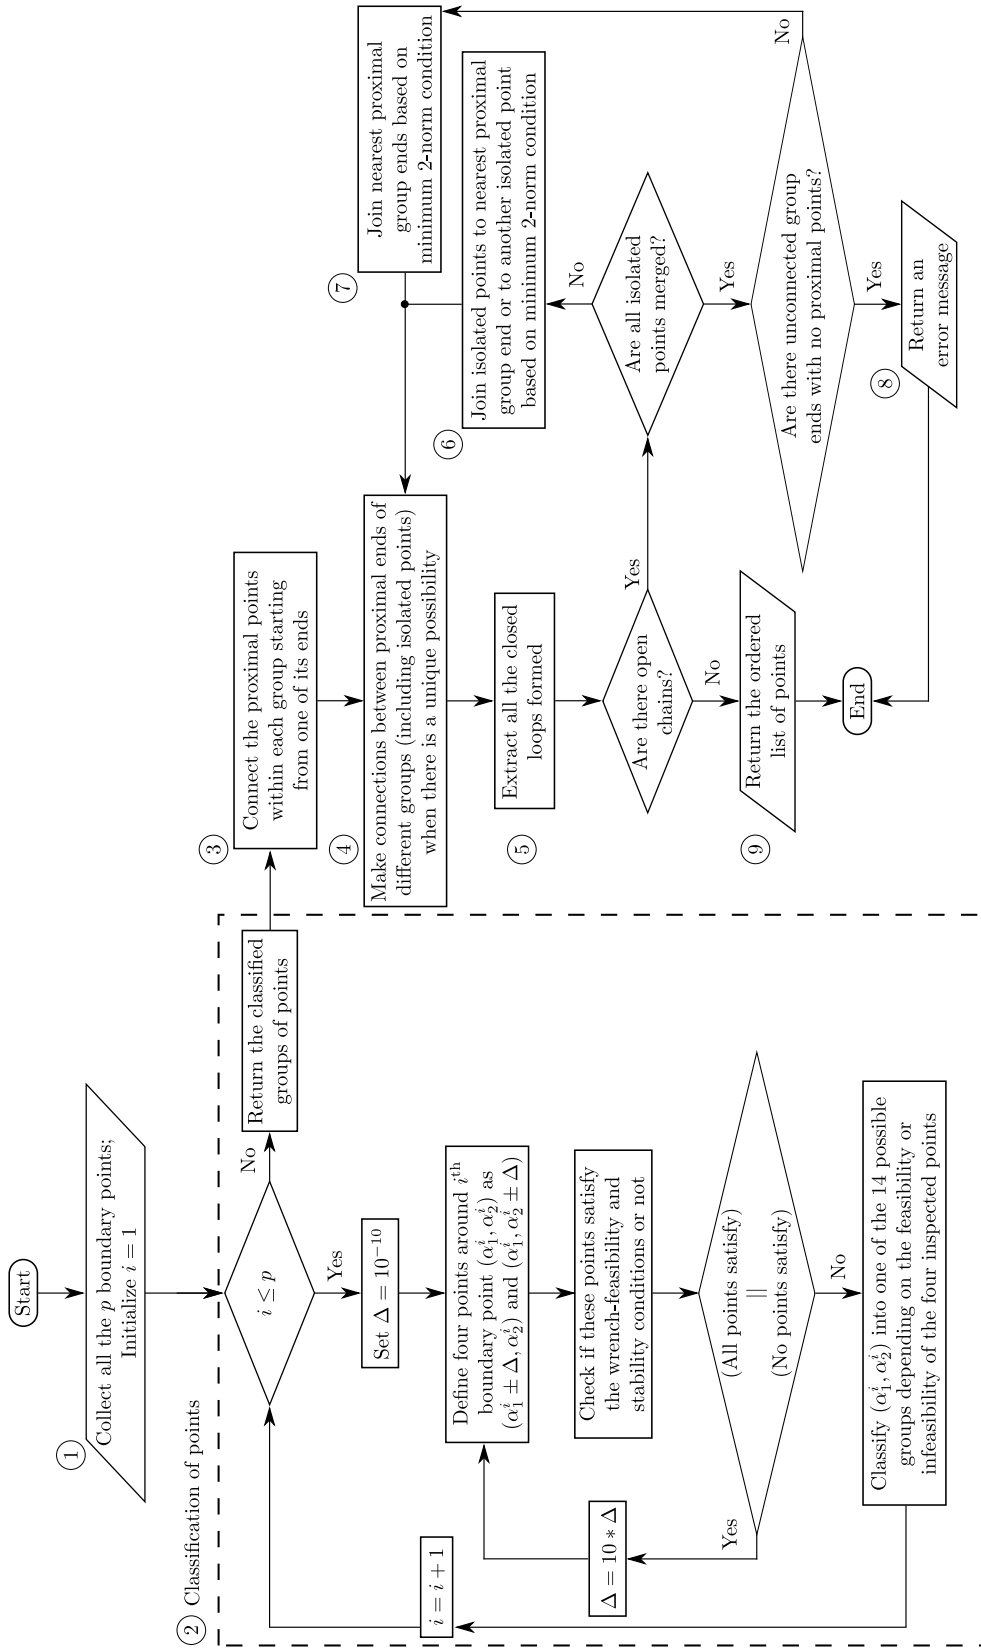 Start
1
Collect all the p boundary points;
Initialize i = 1
2 Classification of points
i ≤ p
No
Return the classified
groups of points
Yes
Set Δ = 10⁻¹⁰
i = i + 1
Define four points around iᵗʰ
boundary point (α₁ⁱ, α₂ⁱ) as
(α₁ⁱ ± Δ, α₂ⁱ) and (α₁ⁱ, α₂ⁱ ± Δ)
Check if these points satisfy
the wrench-feasibility and
stability conditions or not
Δ = 10 ∗ Δ
Yes
(All points satisfy)
||
(No points satisfy)
No
Classify (α₁ⁱ, α₂ⁱ) into one of the 14 possible
groups depending on the feasibility or
infeasibility of the four inspected points
3
Connect the proximal points
within each group starting
from one of its ends
4
Make connections between proximal ends of
different groups (including isolated points)
when there is a unique possibility
5
Extract all the closed
loops formed
Are there open
chains?
Yes
No
9
Return the ordered
list of points
End
7
Join nearest proximal
group ends based on
minimum 2-norm condition
6
Join isolated points to nearest proximal
group end or to another isolated point
based on minimum 2-norm condition
No
Are all isolated
points merged?
Yes
Are there unconnected group
ends with no proximal points?
No
Yes
8
Return an
error message